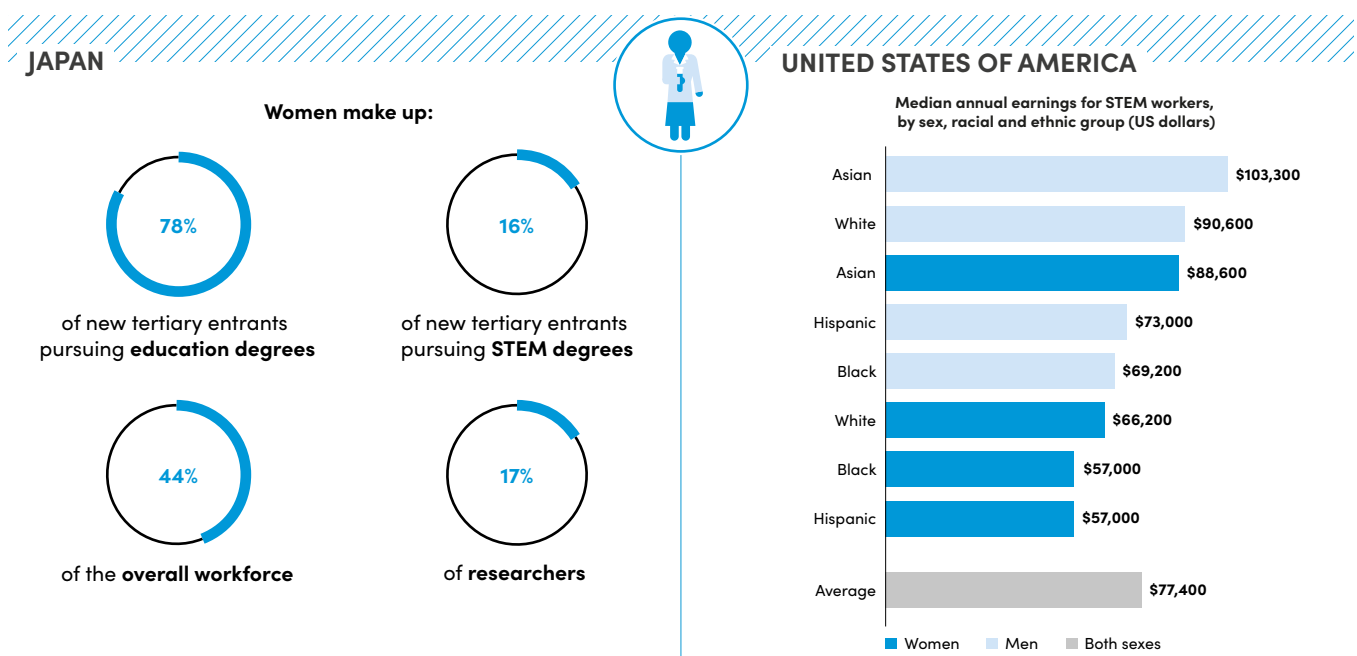 JAPAN
Women make up:
78%
of new tertiary entrants
pursuing education degrees
16%
of new tertiary entrants
pursuing STEM degrees
44%
of the overall workforce
17%
of researchers
UNITED STATES OF AMERICA
Median annual earnings for STEM workers,
by sex, racial and ethnic group (US dollars)
Asian $103,300
White $90,600
Asian $88,600
Hispanic $73,000
Black $69,200
White $66,200
Black $57,000
Hispanic $57,000
Average $77,400
Women Men Both sexes